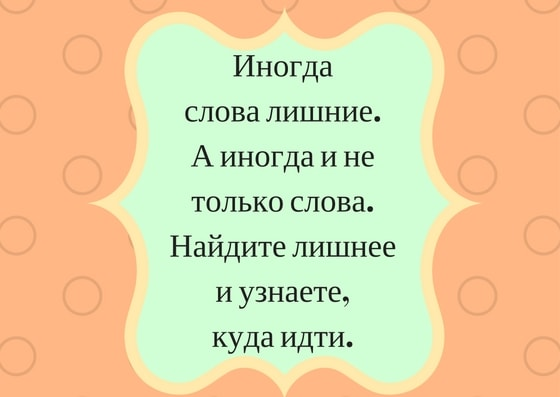 Иногда
слова лишние.
А иногда и не
только слова.
Найдите лишнее
и узнаете,
куда идти.